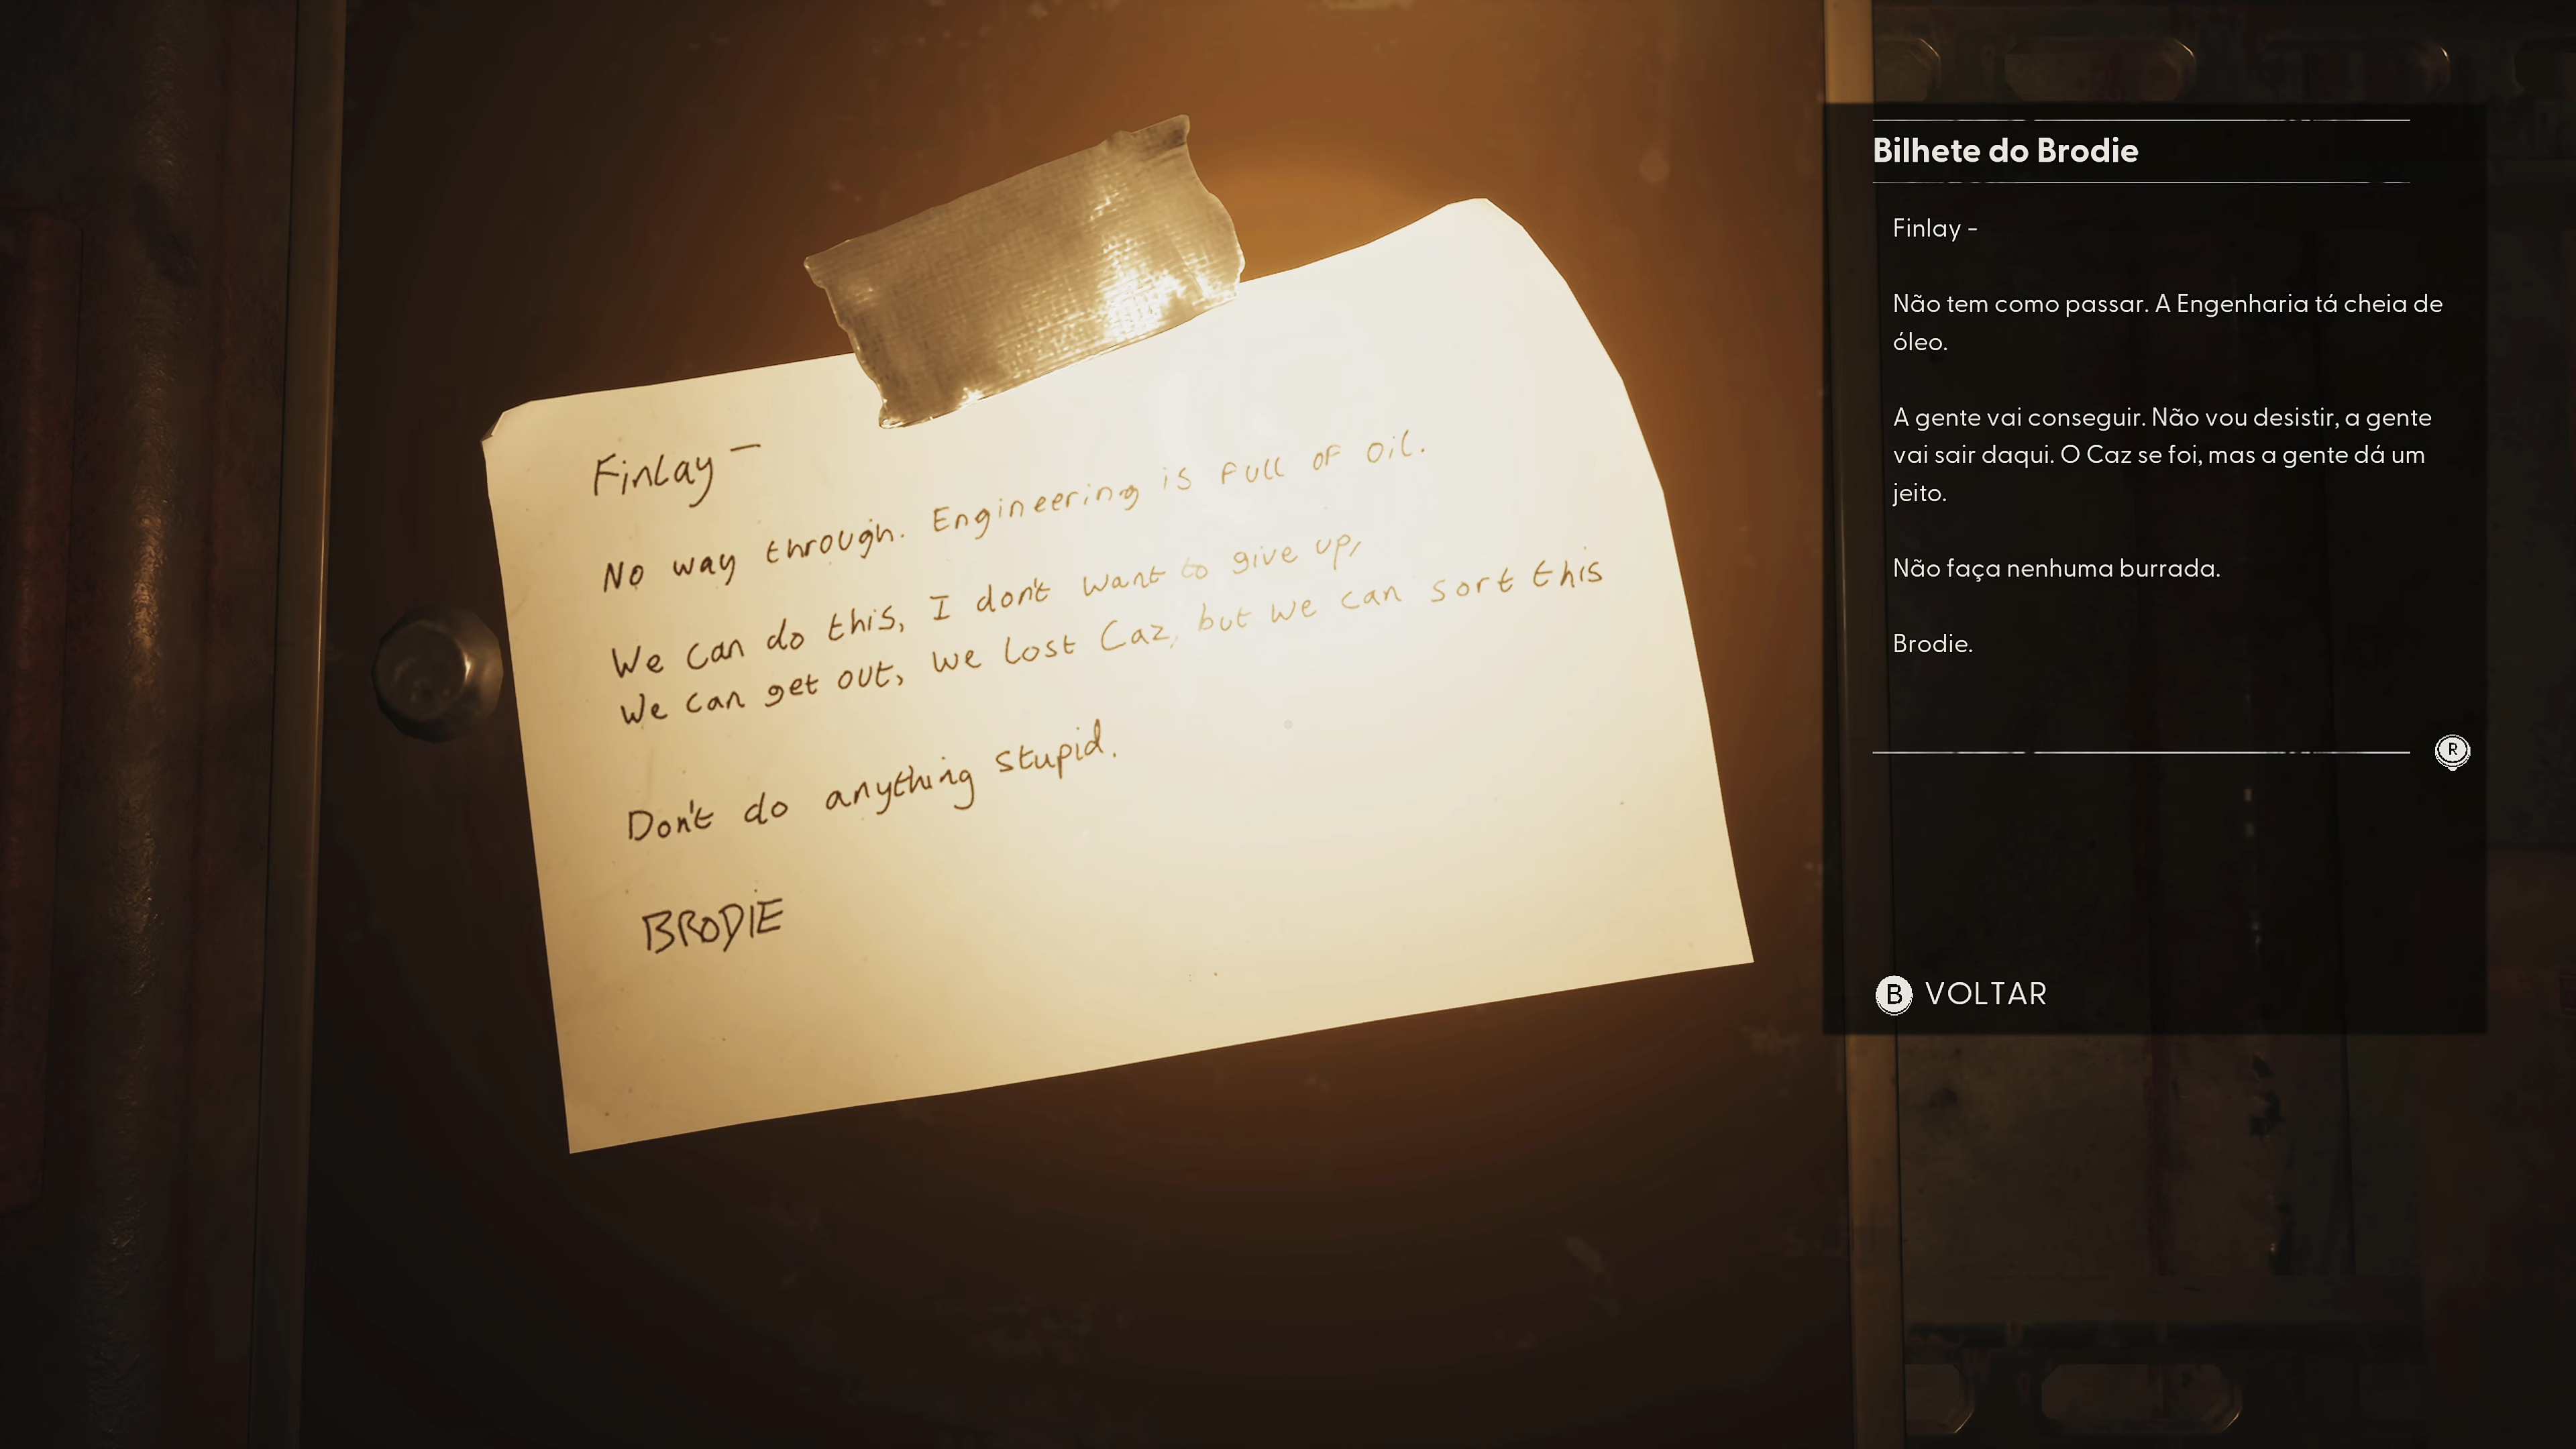 Finlay –
No way through. Engineering is full of oil.
We can do this, I don't want to give up,
We can get out, we lost Caz, but we can sort this
Don't do anything stupid.
BRODIE
Bilhete do Brodie
Finlay -
Não tem como passar. A Engenharia tá cheia de
óleo.
A gente vai conseguir. Não vou desistir, a gente
vai sair daqui. O Caz se foi, mas a gente dá um
jeito.
Não faça nenhuma burrada.
Brodie.
R
B VOLTAR